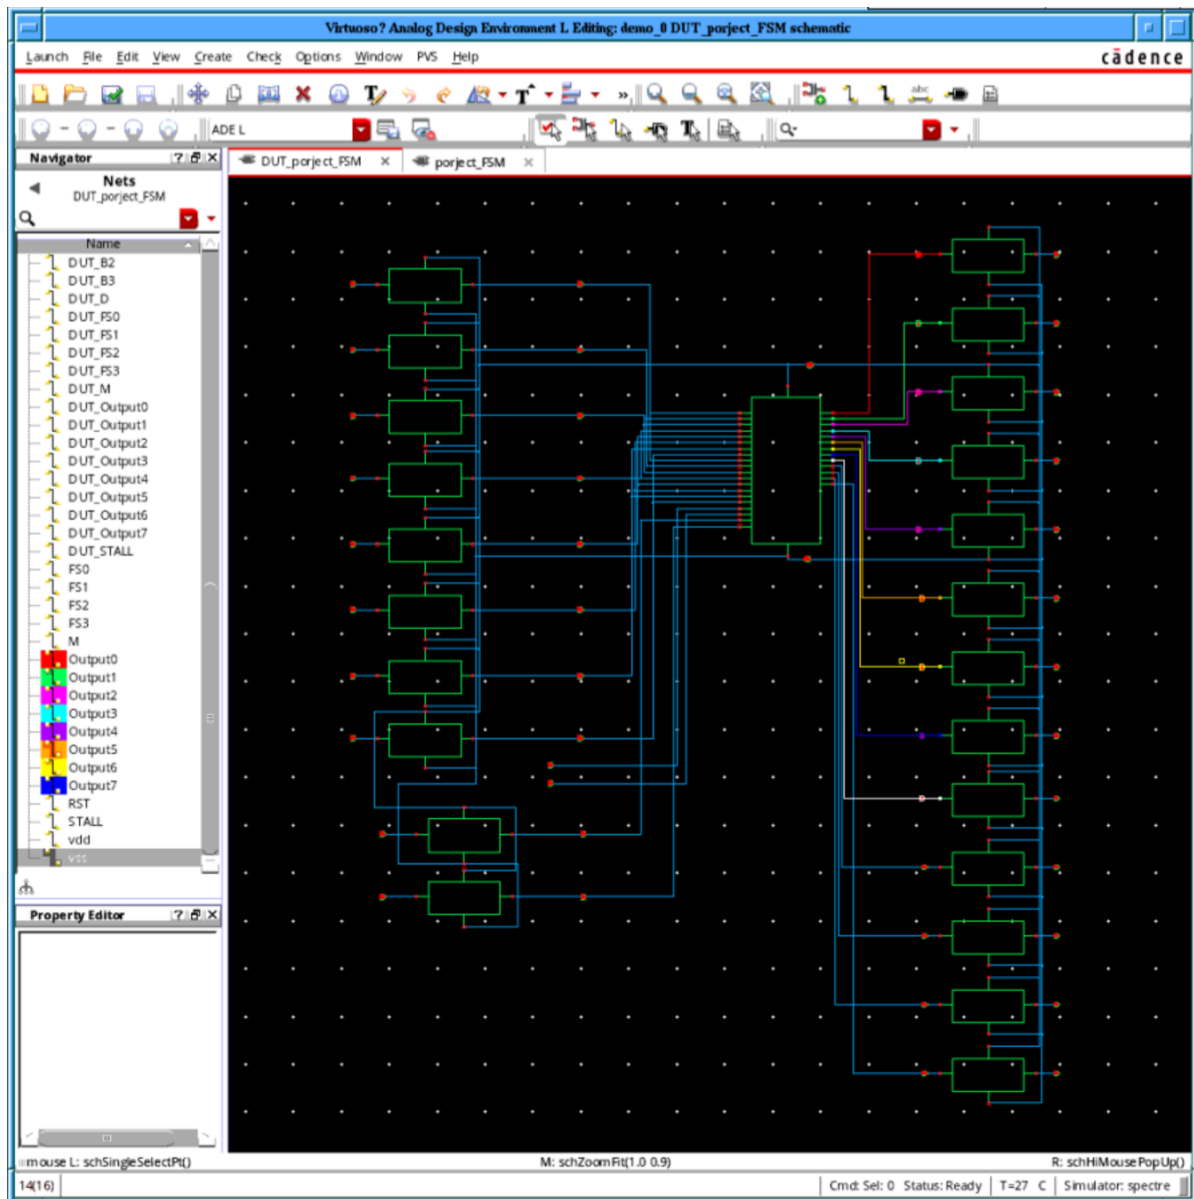 Virtuoso? Analog Design Environment L Editing: demo_0 DUT_porject_FSM schematic
Launch File Edit View Create Check Options Window PVS Help cādence
T T » abc
ADE L T
Navigator ? DUT_porject_FSM porject_FSM
Nets
DUT_porject_FSM
Name
DUT_B2
DUT_B3
DUT_D
DUT_FS0
DUT_FS1
DUT_FS2
DUT_FS3
DUT_M
DUT_Output0
DUT_Output1
DUT_Output2
DUT_Output3
DUT_Output4
DUT_Output5
DUT_Output6
DUT_Output7
DUT_STALL
FS0
FS1
FS2
FS3
M
Output0
Output1
Output2
Output3
Output4
Output5
Output6
Output7
RST
STALL
vdd
vss
Property Editor ?
mouse L: schSingleSelectPt() M: schZoomFit(1.0 0.9) R: schHiMousePopUp()
14(16) Cmd: Sel: 0 Status: Ready T=27 C Simulator: spectre